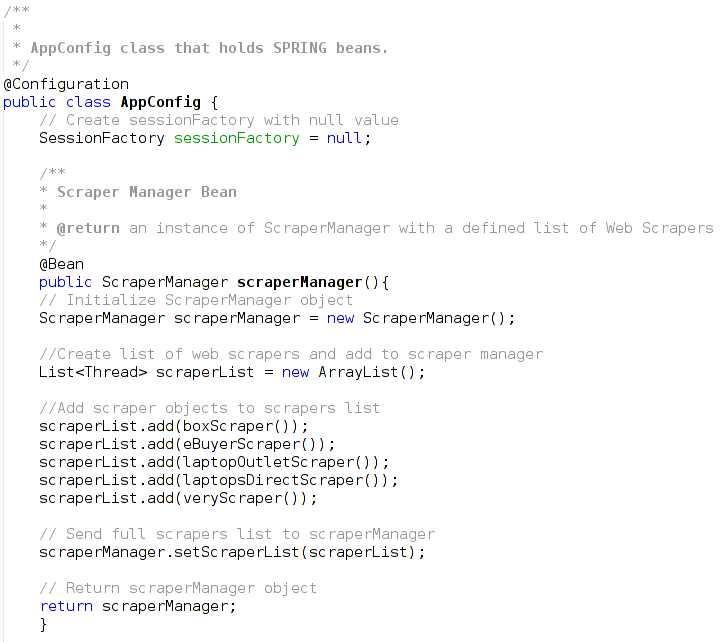 /**
 *
 * AppConfig class that holds SPRING beans.
 */
@Configuration
public class AppConfig {
    // Create sessionFactory with null value
    SessionFactory sessionFactory = null;

    /**
    * Scraper Manager Bean
    *
    * @return an instance of ScraperManager with a defined list of Web Scrapers
    */
    @Bean
    public ScraperManager scraperManager(){
    // Initialize ScraperManager object
    ScraperManager scraperManager = new ScraperManager();

    //Create list of web scrapers and add to scraper manager
    List<Thread> scraperList = new ArrayList();

    //Add scraper objects to scrapers list
    scraperList.add(boxScraper());
    scraperList.add(eBuyerScraper());
    scraperList.add(laptopOutletScraper());
    scraperList.add(laptopsDirectScraper());
    scraperList.add(veryScraper());

    // Send full scrapers list to scraperManager
    scraperManager.setScraperList(scraperList);

    // Return scraperManager object
    return scraperManager;
    }